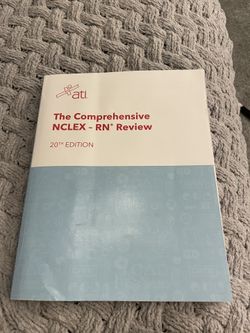 ati
The Comprehensive
NCLEX – RN® Review
20TH EDITION